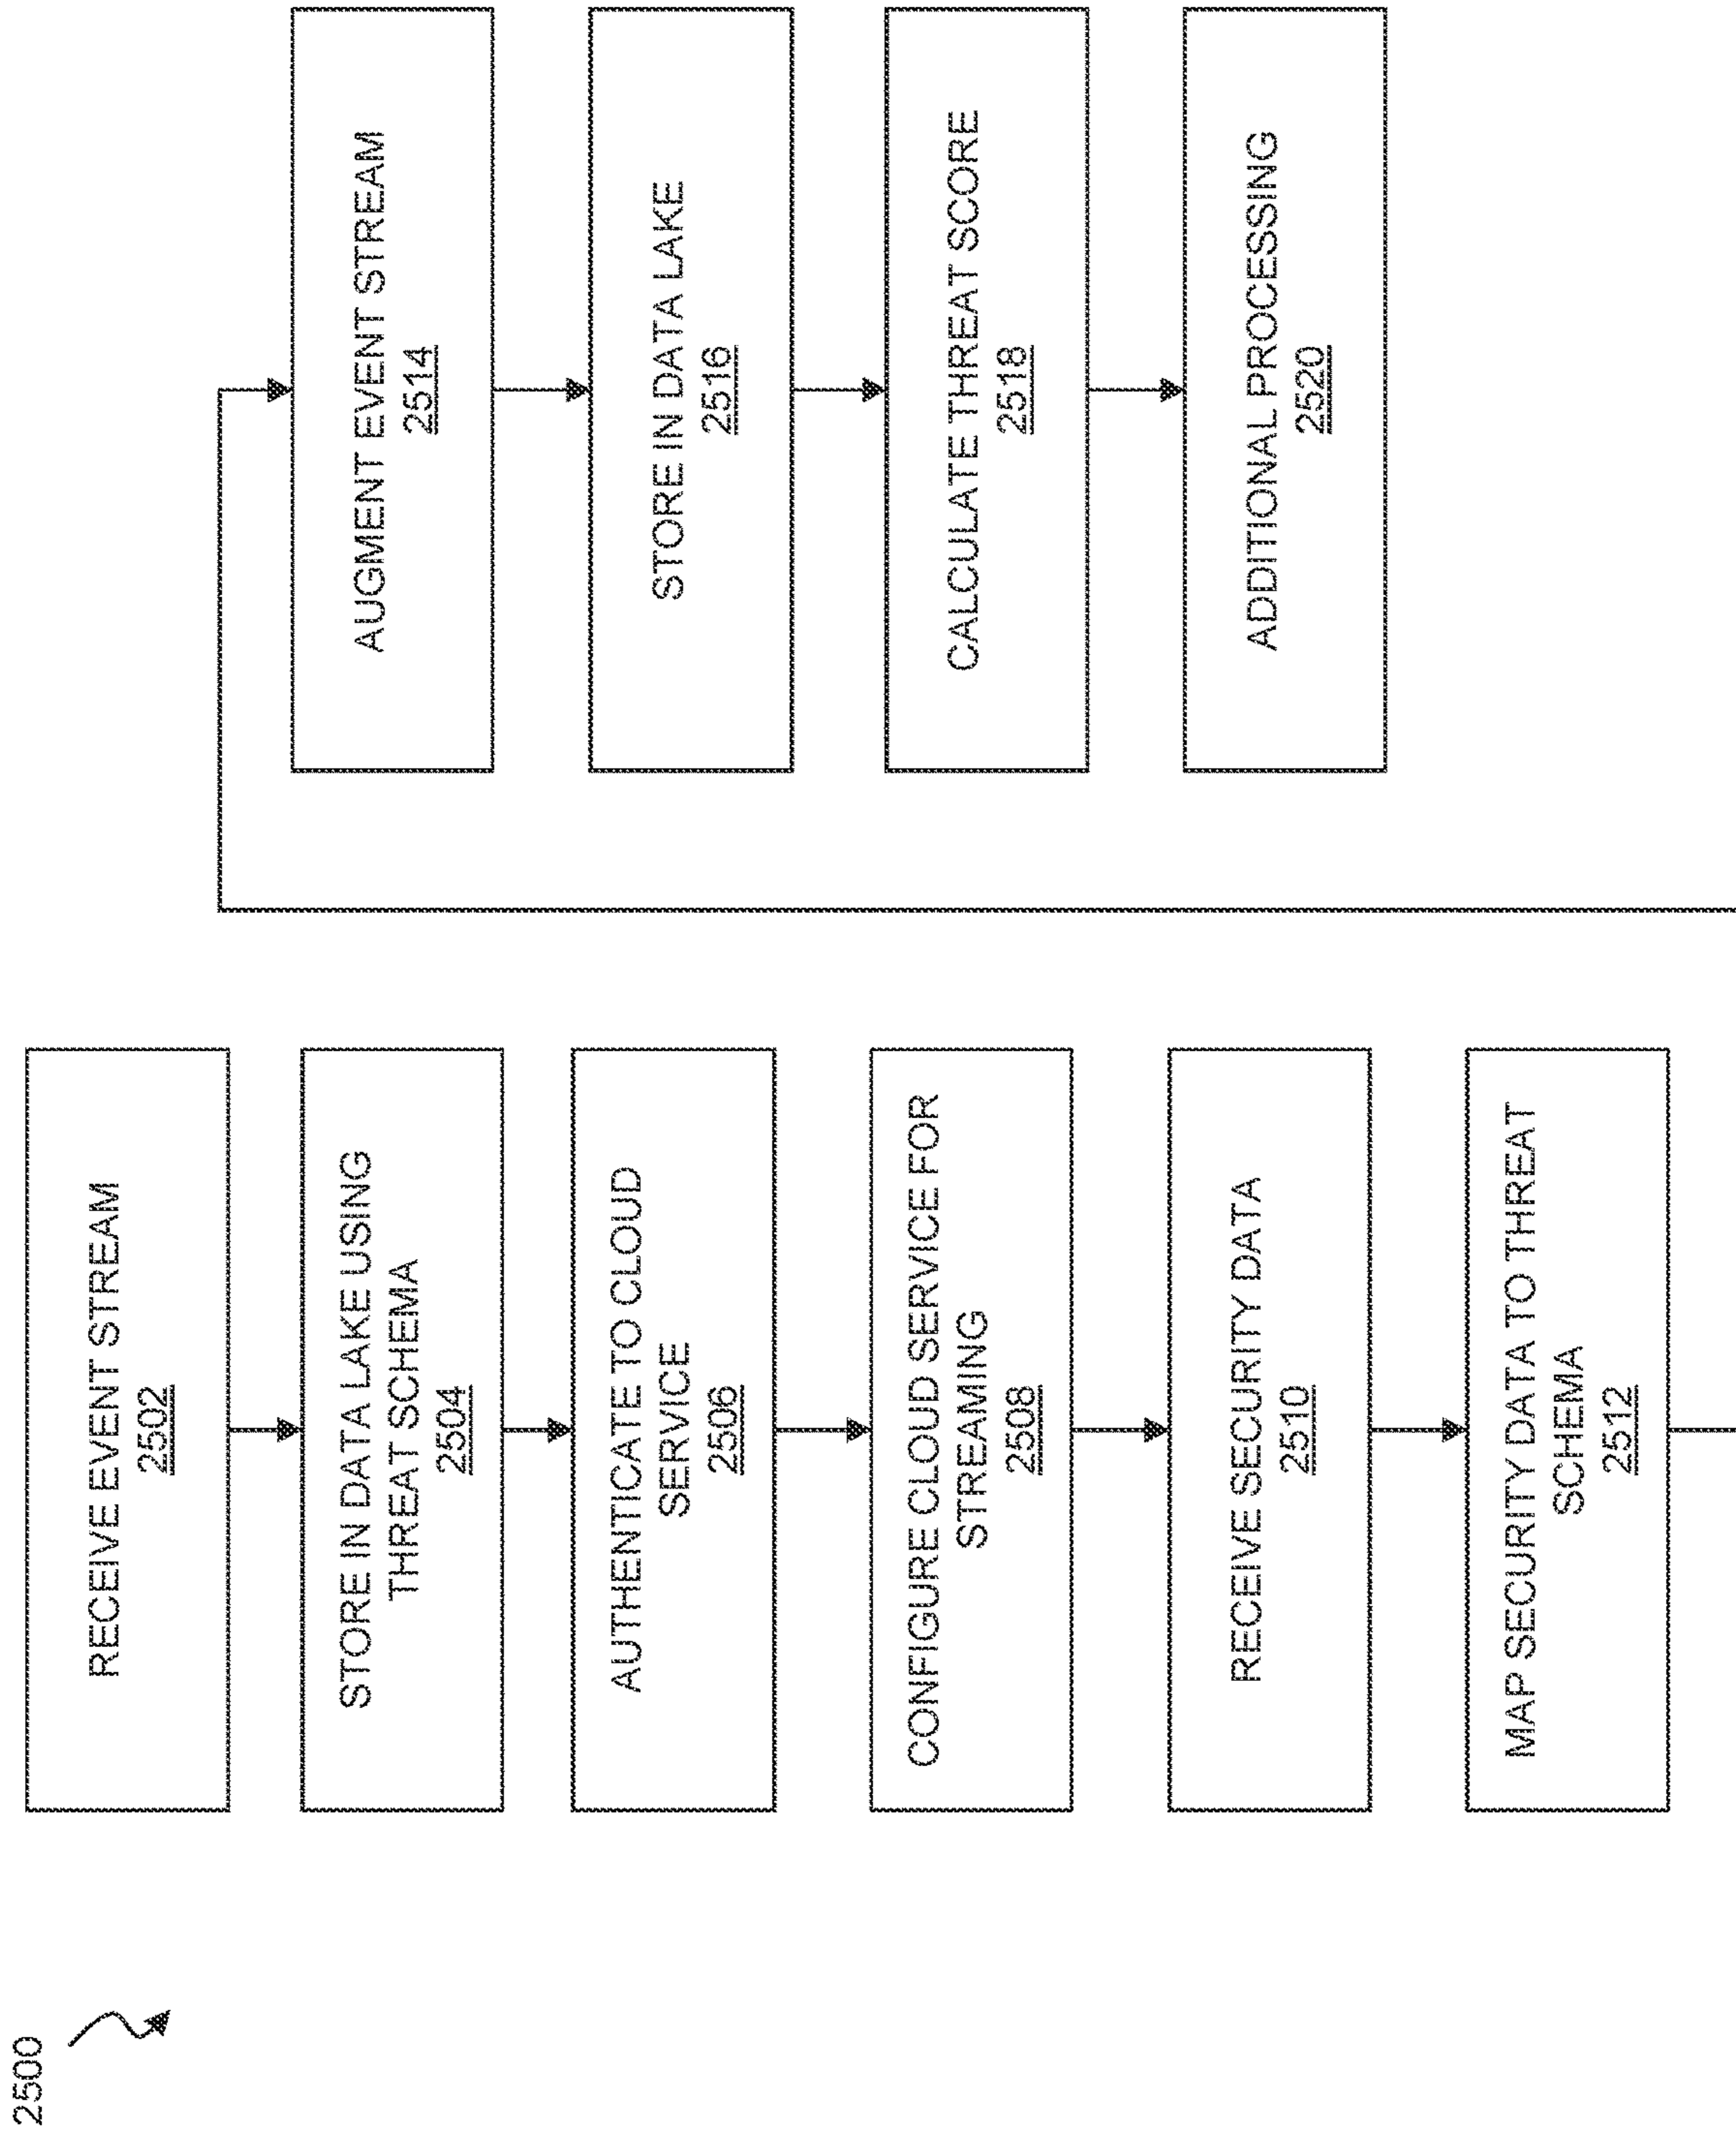 2500
RECEIVE EVENT STREAM
2502
STORE IN DATA LAKE USING
THREAT SCHEMA
2504
AUTHENTICATE TO CLOUD
SERVICE
2506
CONFIGURE CLOUD SERVICE FOR
STREAMING
2508
RECEIVE SECURITY DATA
2510
MAP SECURITY DATA TO THREAT
SCHEMA
2512
AUGMENT EVENT STREAM
2514
STORE IN DATA LAKE
2516
CALCULATE THREAT SCORE
2518
ADDITIONAL PROCESSING
2520